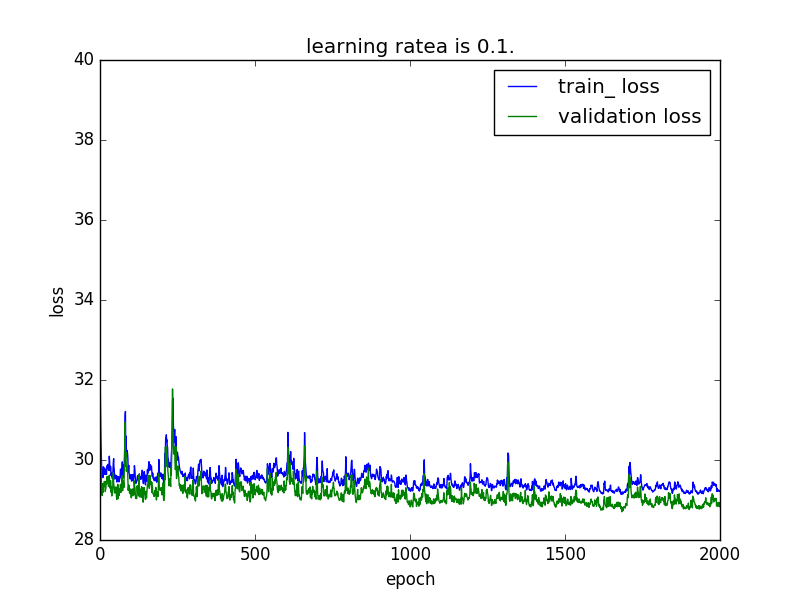 learning ratea is 0.1.
train_ loss
validation loss
40
38
36
34
32
30
28
loss
0 500 1000 1500 2000
epoch